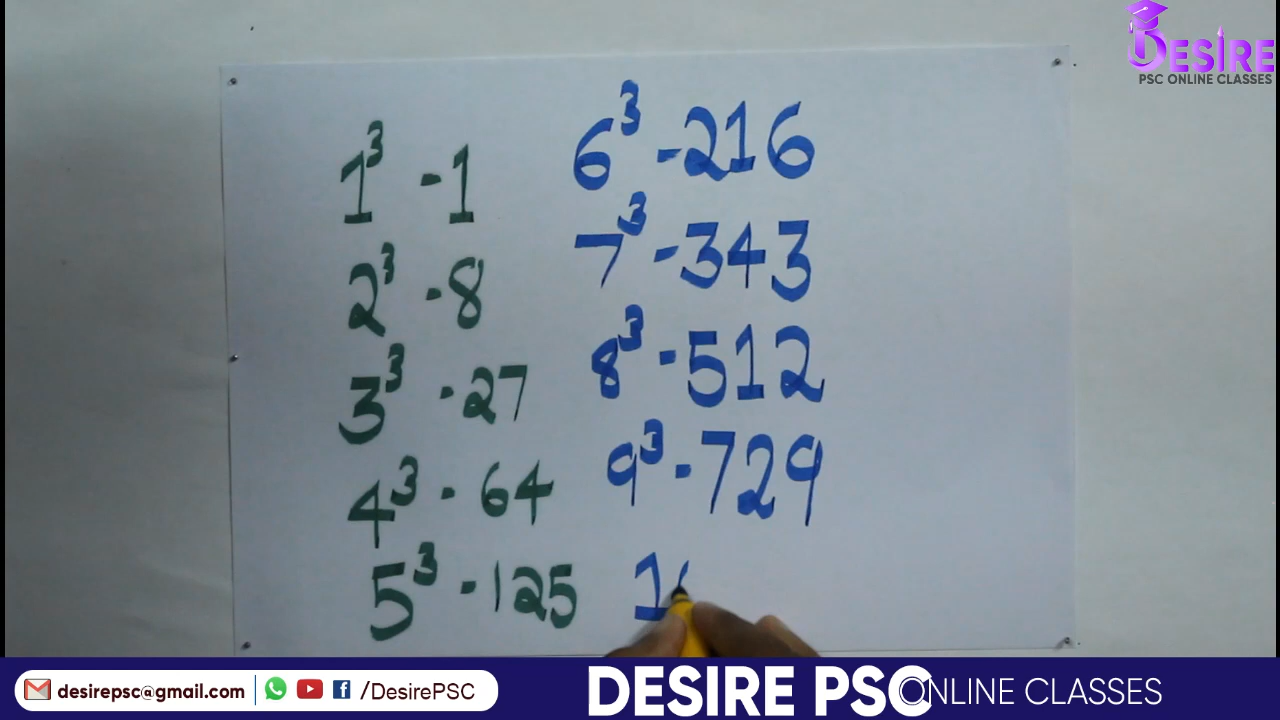 DESIRE
PSC ONLINE CLASSES
1³ - 1
2³ - 8
3³ - 27
4³ - 64
5³ - 125
6³ - 216
7³ - 343
8³ - 512
9³ - 729
1
desirepsc@gmail.com /DesirePSC
DESIRE PSC ONLINE CLASSES